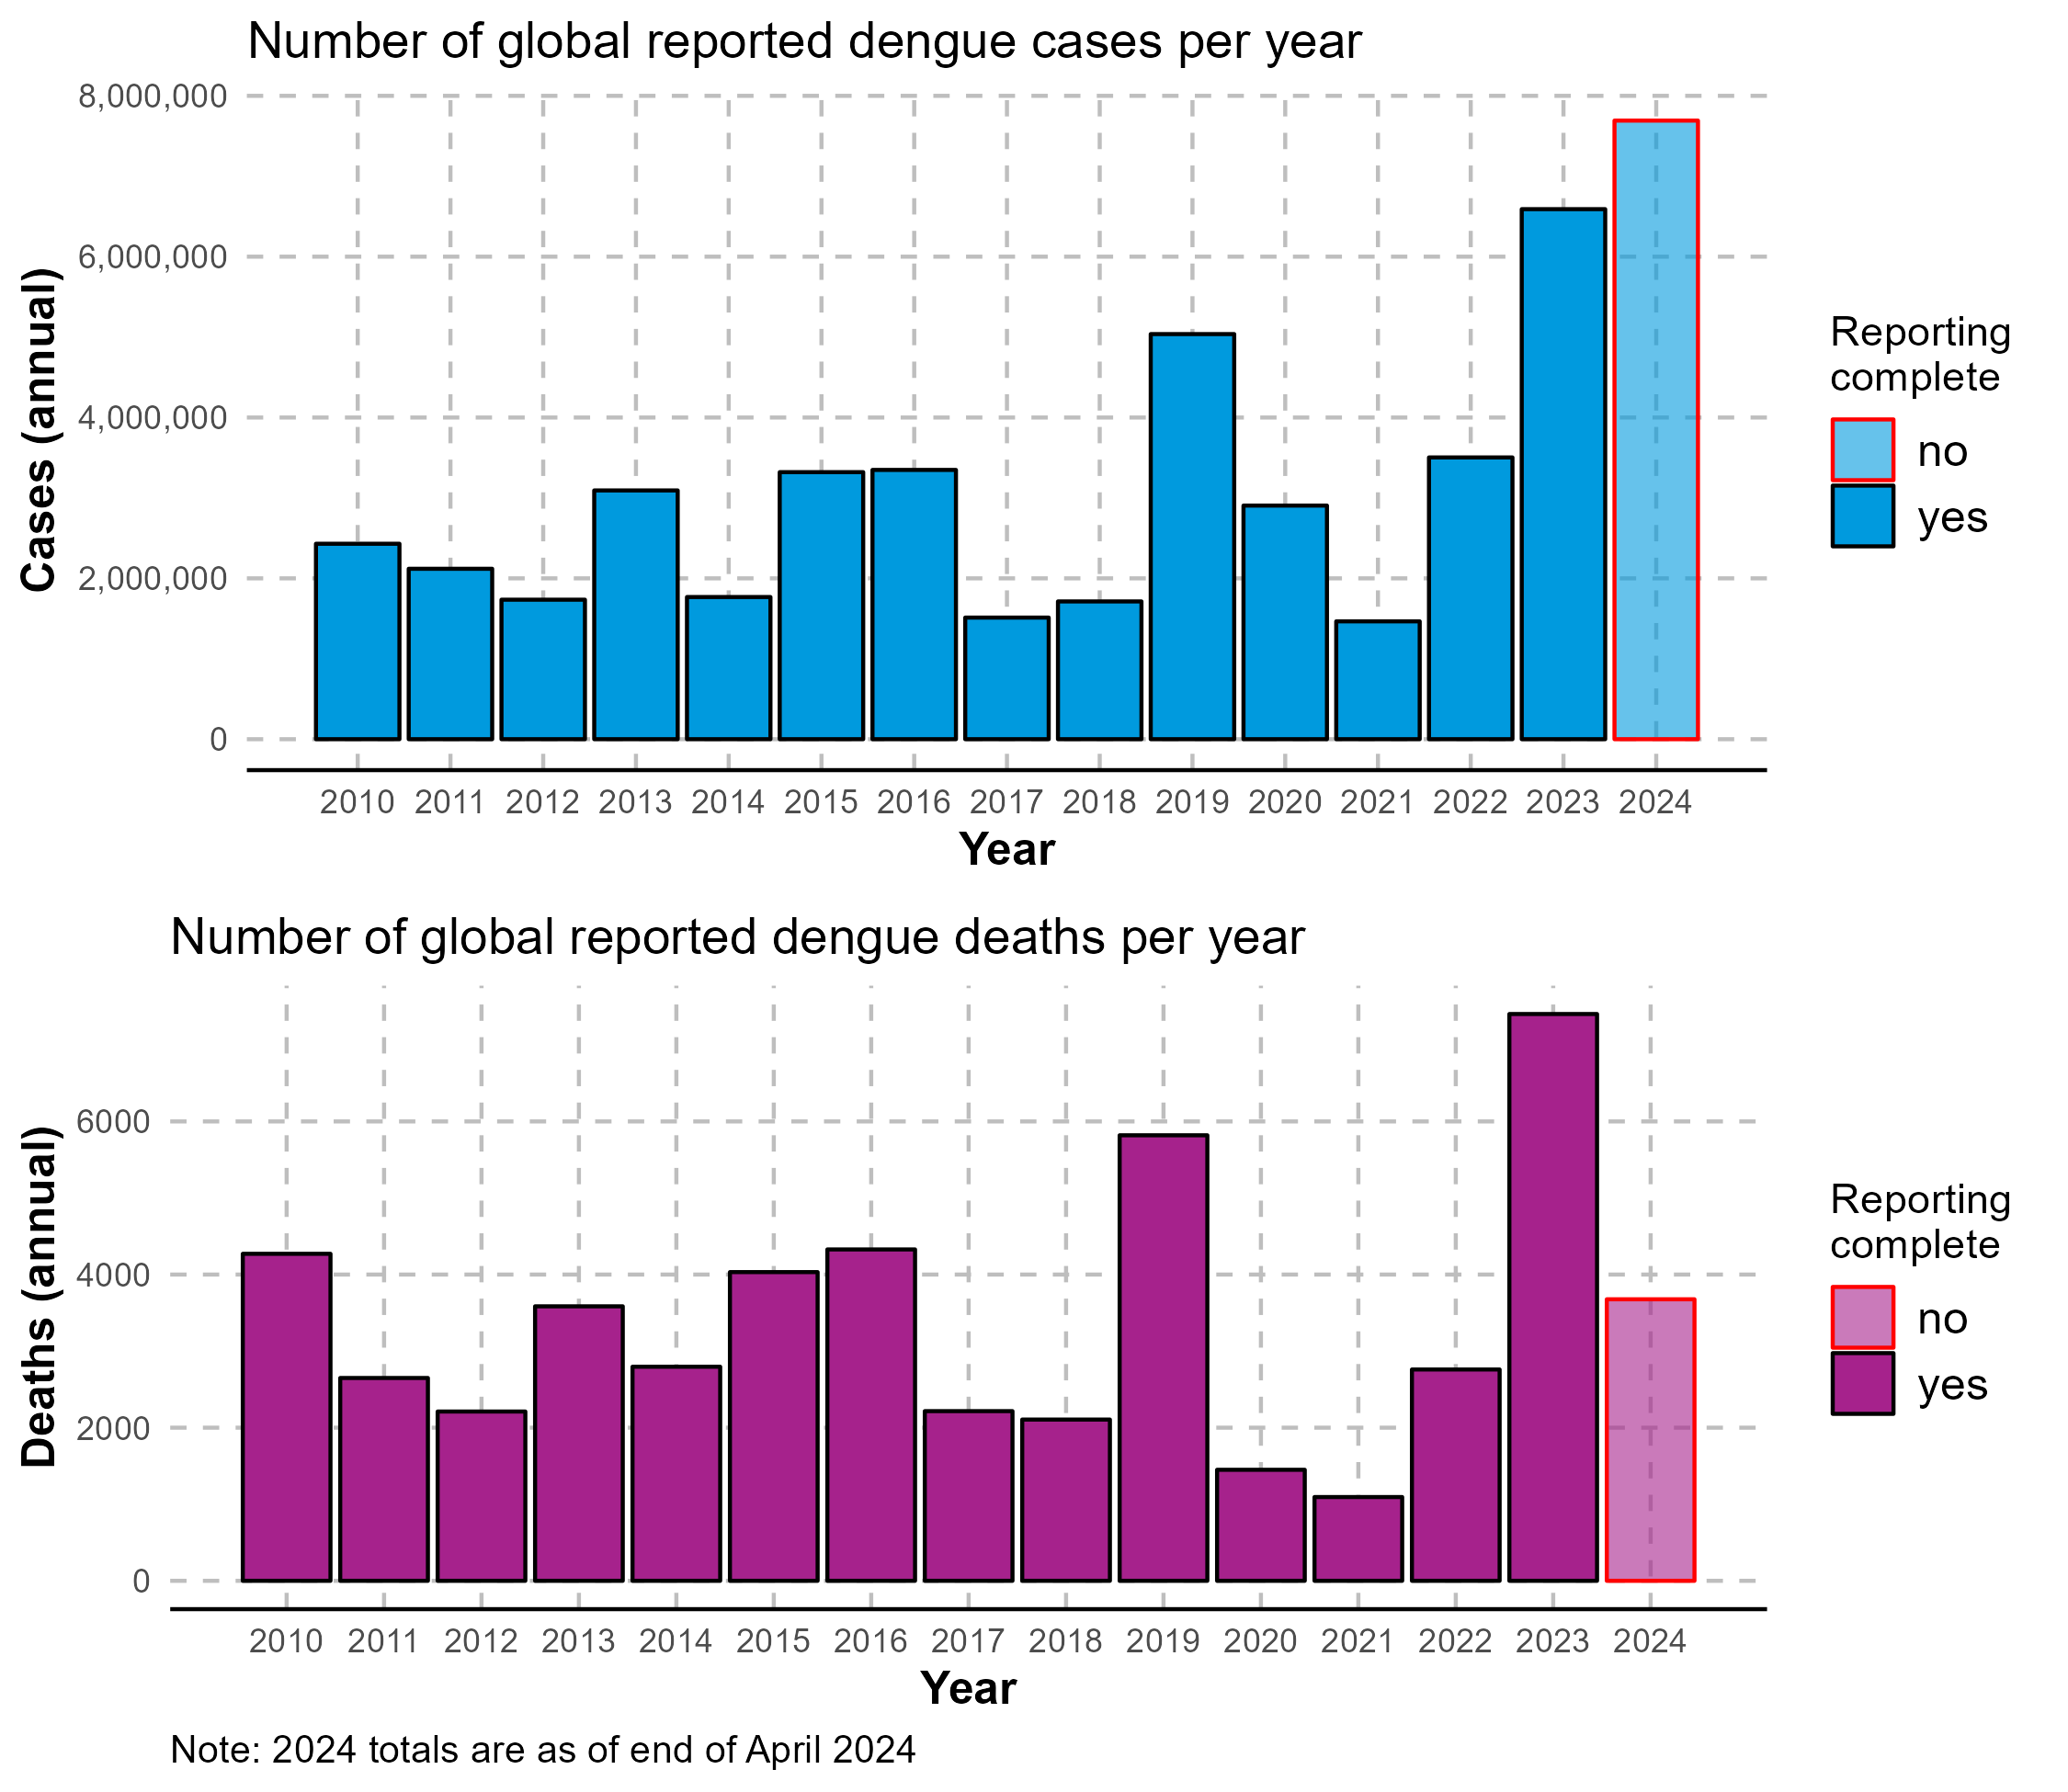 Number of global reported dengue cases per year
8,000,000
6,000,000
4,000,000
2,000,000
0
Cases (annual)
2010 2011 2012 2013 2014 2015 2016 2017 2018 2019 2020 2021 2022 2023 2024
Year
Reporting
complete
no
yes
Number of global reported dengue deaths per year
6000
4000
2000
0
Deaths (annual)
2010 2011 2012 2013 2014 2015 2016 2017 2018 2019 2020 2021 2022 2023 2024
Year
Reporting
complete
no
yes
Note: 2024 totals are as of end of April 2024